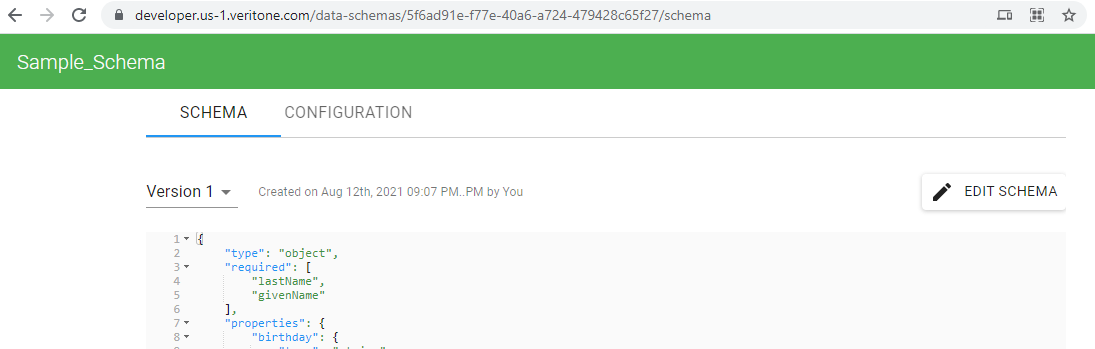 developer.us-1.veritone.com/data-schemas/5f6ad91e-f77e-40a6-a724-479428c65f27/schema
Sample_Schema
SCHEMA CONFIGURATION
Version 1 Created on Aug 12th, 2021 09:07 PM..PM by You EDIT SCHEMA
1 {
2 "type": "object",
3 "required": [
4 "lastName",
5 "givenName"
6 ],
7 "properties": {
8 "birthday": {